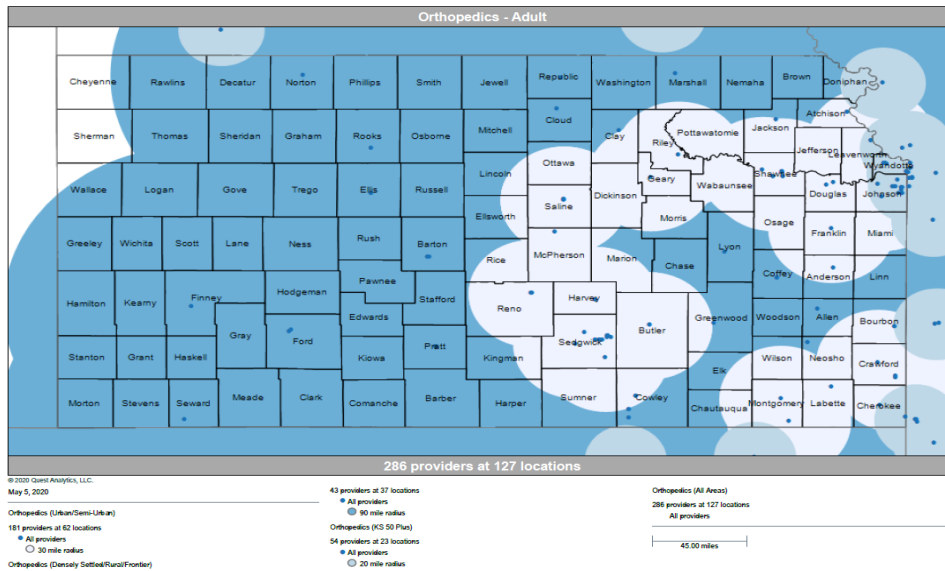 Orthopedics - Adult
Cheyenne Rawlins Decatur Norton Phillips Smith Jewell Republic Washington Marshall Nemaha Brown Doniphan
Sherman Thomas Sheridan Graham Rooks Osborne Mitchell Cloud Clay Riley Pottawatomie Jackson Atchison
Jefferson Leavenworth Wyandotte
Wallace Logan Gove Trego Ellis Russell Lincoln Ottawa Geary Wabaunsee Shawnee Douglas Johnson
Saline Dickinson
Ellsworth Morris Osage
Greeley Wichita Scott Lane Ness Rush Barton Rice McPherson Marion Chase Lyon Franklin Miami
Hamilton Kearny Finney Hodgeman Pawnee Stafford Reno Harvey Coffey Anderson Linn
Gray Ford Edwards Sedgwick Butler Greenwood Woodson Allen Bourbon
Stanton Grant Haskell Kiowa Pratt Kingman Elk Wilson Neosho Crawford
Morton Stevens Seward Meade Clark Comanche Barber Harper Sumner Cowley Chautauqua Montgomery Labette Cherokee
286 providers at 127 locations
© 2020 Quest Analytics, LLC.
May 5, 2020
Orthopedics (Urban/Semi-Urban)
181 providers at 62 locations
All providers
30 mile radius
Orthopedics (Densely Settled/Rural/Frontier)
43 providers at 37 locations
All providers
90 mile radius
Orthopedics (KS 50 Plus)
54 providers at 23 locations
All providers
20 mile radius
Orthopedics (All Areas)
286 providers at 127 locations
All providers
45.00 miles